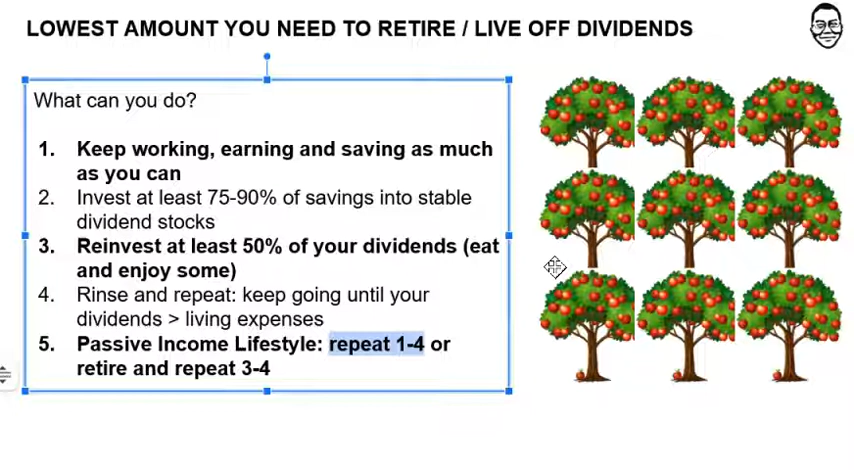 LOWEST AMOUNT YOU NEED TO RETIRE / LIVE OFF DIVIDENDS
What can you do?
1. Keep working, earning and saving as much
as you can
2. Invest at least 75-90% of savings into stable
dividend stocks
3. Reinvest at least 50% of your dividends (eat
and enjoy some)
4. Rinse and repeat: keep going until your
dividends > living expenses
5. Passive Income Lifestyle: repeat 1-4 or
retire and repeat 3-4